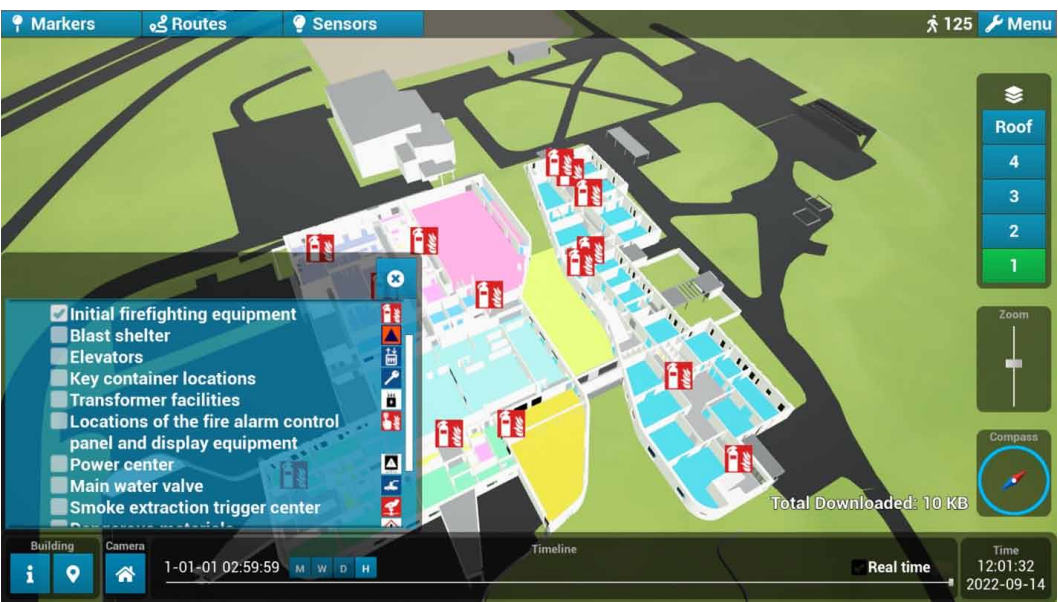 Markers
Routes
Sensors
125
Menu
Roof
4
3
2
1
Zoom
Compass
Initial firefighting equipment
Blast shelter
Elevators
Key container locations
Transformer facilities
Locations of the fire alarm control
panel and display equipment
Power center
Main water valve
Smoke extraction trigger center
Dangerous materials
Total Downloaded: 10 KB
Building
Camera
1-01-01 02:59:59
M W D H
Timeline
Real time
Time
12:01:32
2022-09-14